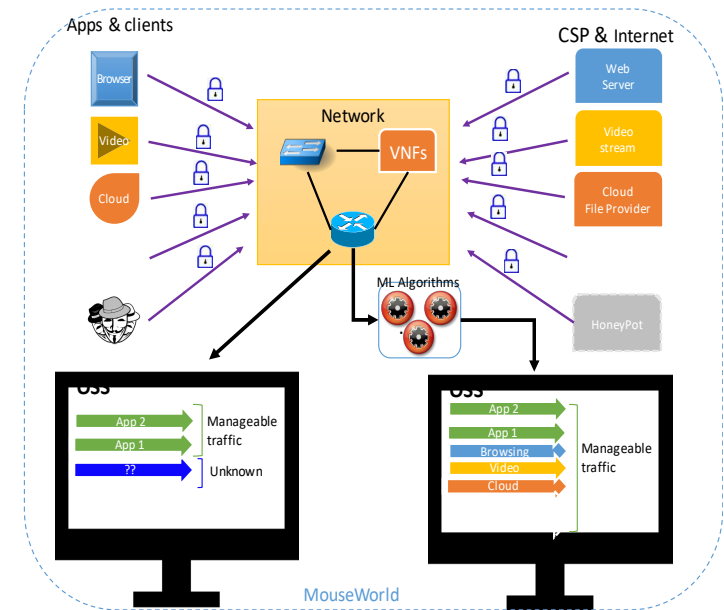 Apps & clients
CSP & Internet
Browser
Video
Cloud
Network
VNFs
Web
Server
Video
stream
Cloud
File Provider
HoneyPot
ML Algorithms
OSS
App 2
App 1
??
Manageable
traffic
Unknown
OSS
App 2
App 1
Browsing
Video
Cloud
Manageable
traffic
MouseWorld